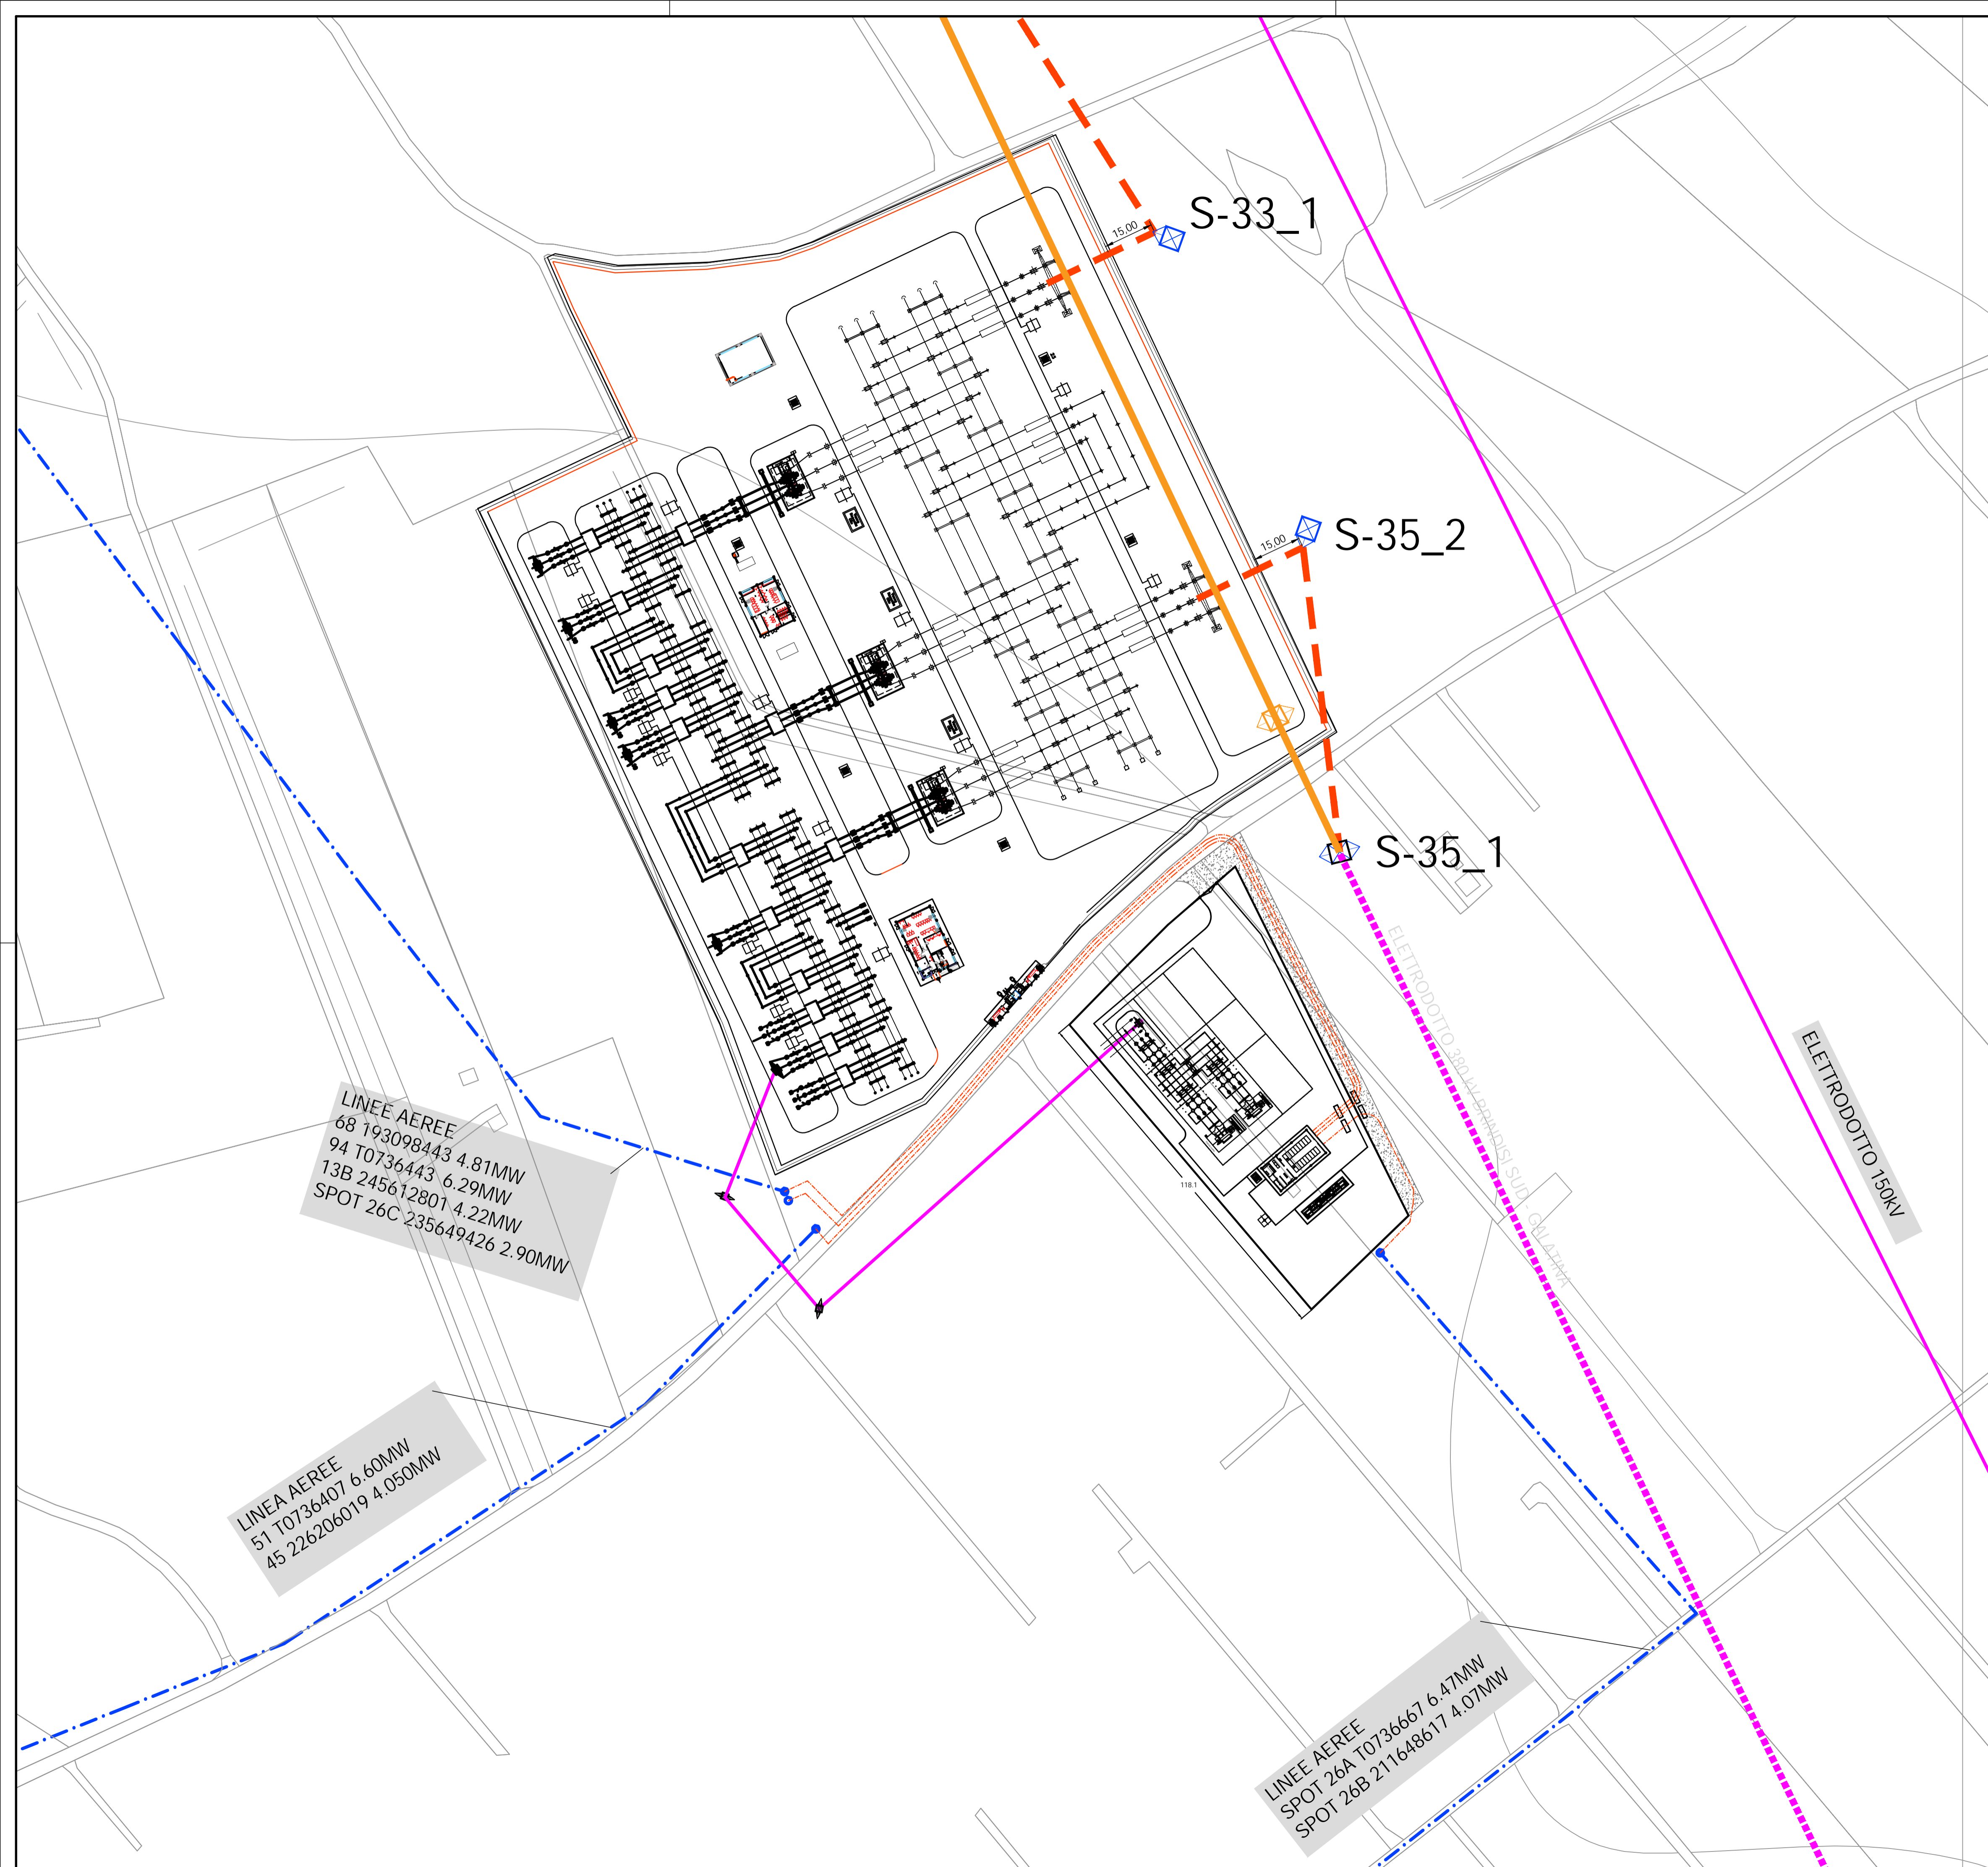 S-33_1
15.00
S-35_2
15.00
S-35_1
ELETTRODOTTO 380 kV BRINDISI SUD - GALATINA
ELETTRODOTTO 150kV
LINEE AEREE
68 193098443 4.81MW
94 T0736443 6.29MW
13B 245612801 4.22MW
SPOT 26C 235649426 2.90MW
118.1
LINEA AEREE
51 T0736407 6.60MW
45 226206019 4.050MW
LINEE AEREE
SPOT 26A T0736667 6.47MW
SPOT 26B 211648617 4.07MW